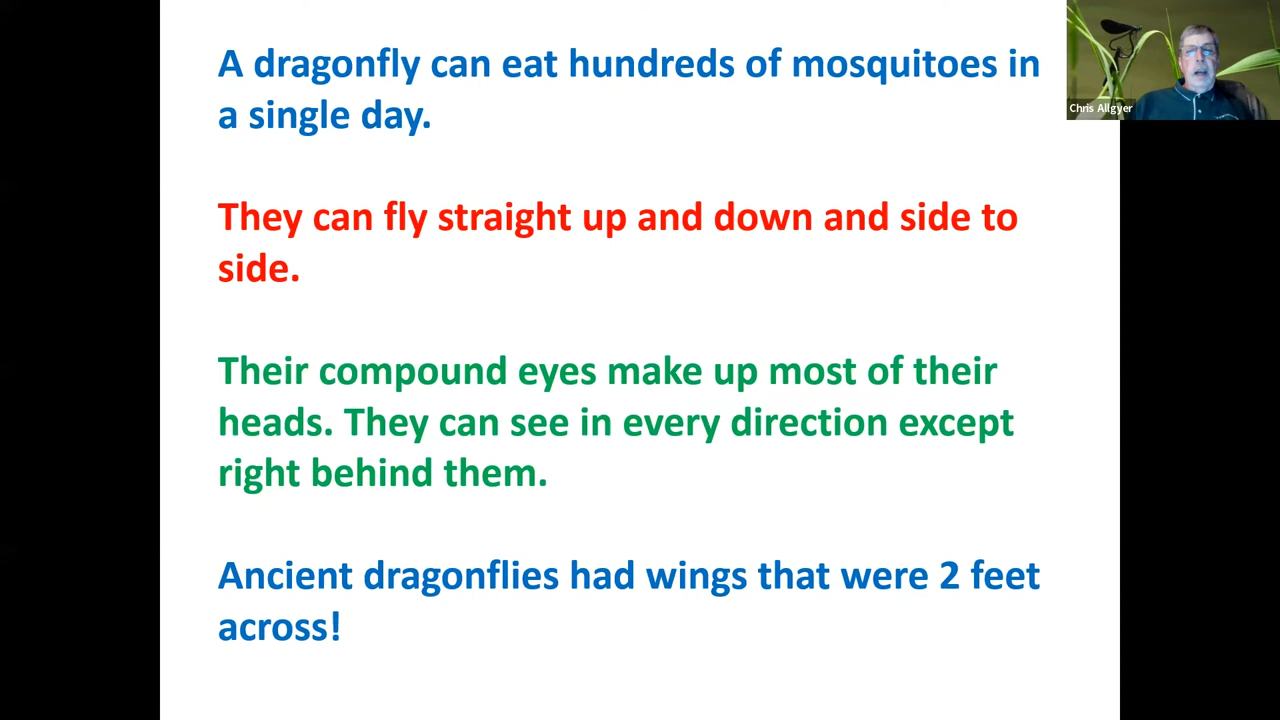 A dragonfly can eat hundreds of mosquitoes in
a single day.
They can fly straight up and down and side to
side.
Their compound eyes make up most of their
heads. They can see in every direction except
right behind them.
Ancient dragonflies had wings that were 2 feet
across!
Chris Allgyer